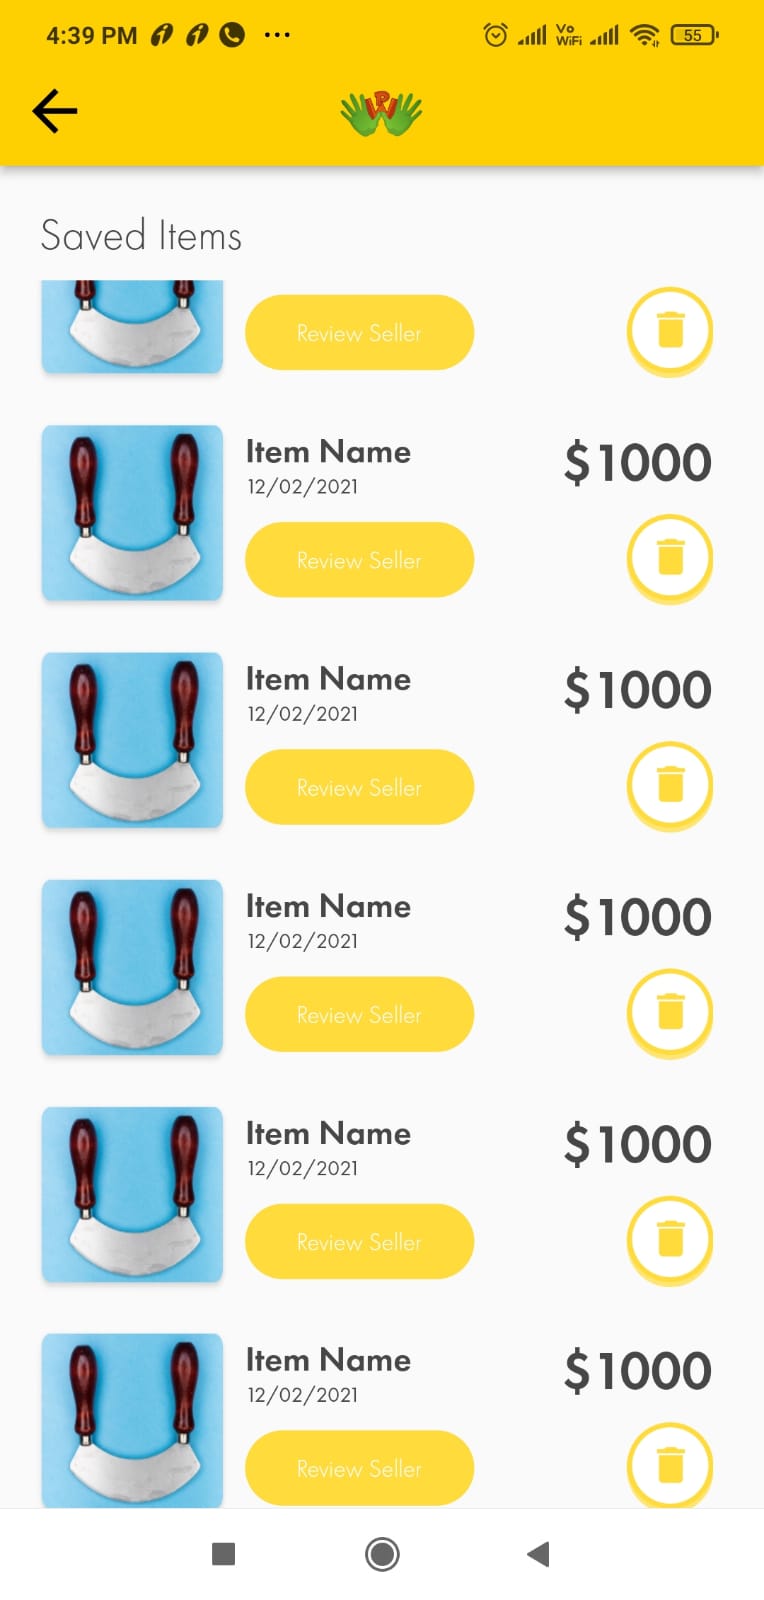 4:39 PM
Vo
WiFi
55
PW
Saved Items
Review Seller
Item Name
$1000
12/02/2021
Review Seller
Item Name
$1000
12/02/2021
Review Seller
Item Name
$1000
12/02/2021
Review Seller
Item Name
$1000
12/02/2021
Review Seller
Item Name
$1000
12/02/2021
Review Seller